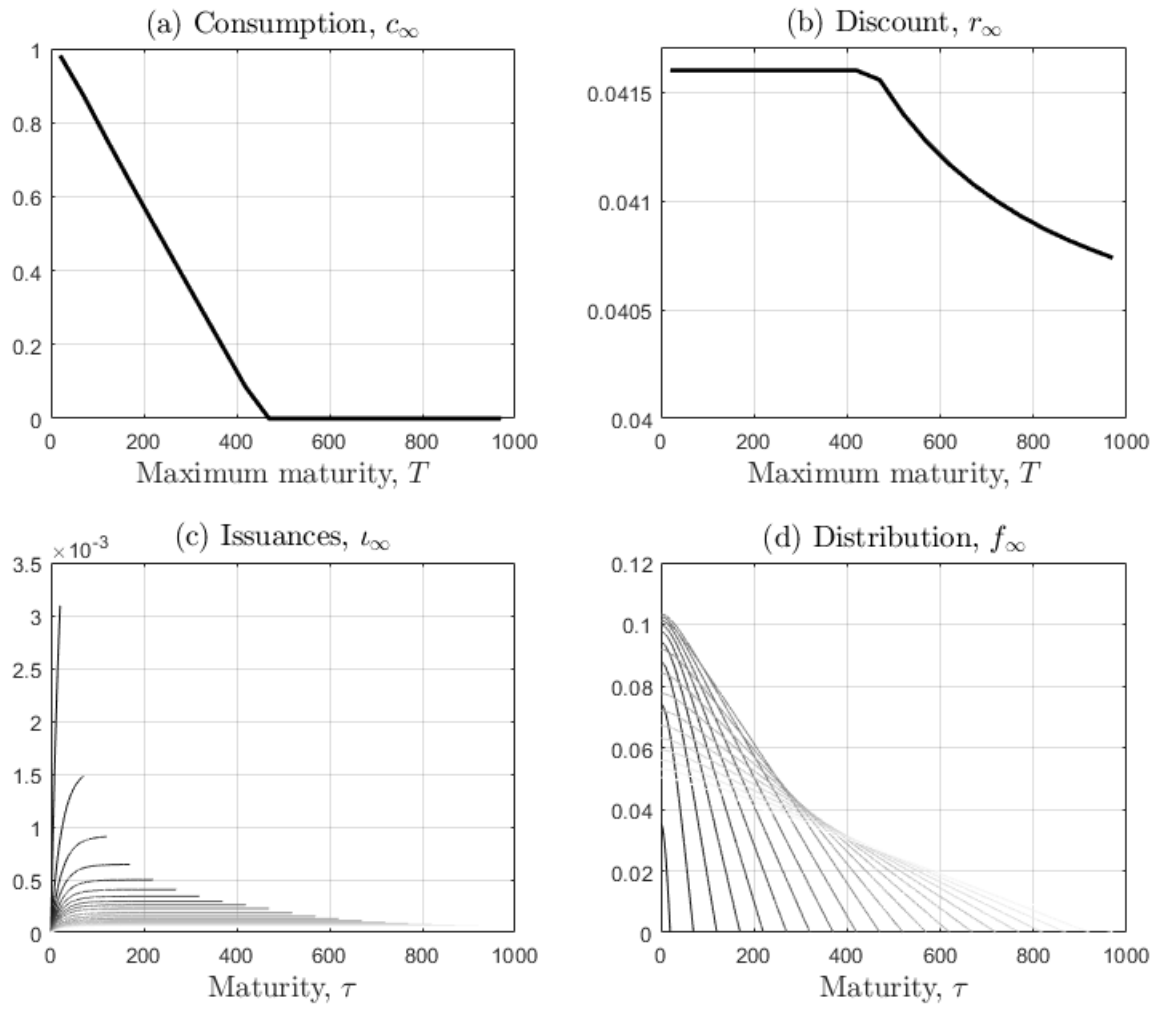 (a) Consumption, c∞
1
0.8
0.6
0.4
0.2
0
0 200 400 600 800 1000
Maximum maturity, T
(b) Discount, r∞
0.0415
0.041
0.0405
0.04
0 200 400 600 800 1000
Maximum maturity, T
(c) Issuances, ι∞
×10⁻³
3.5
3
2.5
2
1.5
1
0.5
0
0 200 400 600 800 1000
Maturity, τ
(d) Distribution, f∞
0.12
0.1
0.08
0.06
0.04
0.02
0
0 200 400 600 800 1000
Maturity, τ